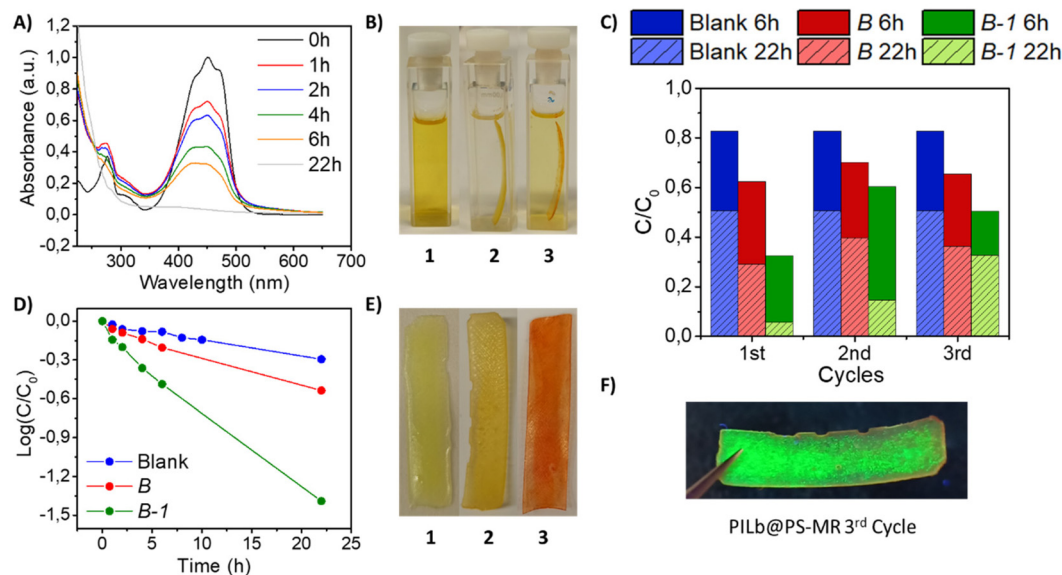 A)
Absorbance (a.u.)
1,2
1,0
0,8
0,6
0,4
0,2
0,0
-0,2
0h
1h
2h
4h
6h
22h
300 400 500 600 700
Wavelength (nm)
B)
1 2 3
C)
Blank 6h B 6h B-1 6h
Blank 22h B 22h B-1 22h
C/C₀
1,0
0,8
0,6
0,4
0,2
0,0
1st 2nd 3rd
Cycles
D)
Log(C/C₀)
0,0
-0,3
-0,6
-0,9
-1,2
-1,5
Blank
B
B-1
0 5 10 15 20 25
Time (h)
E)
1 2 3
F)
PILb@PS-MR 3ʳᵈ Cycle